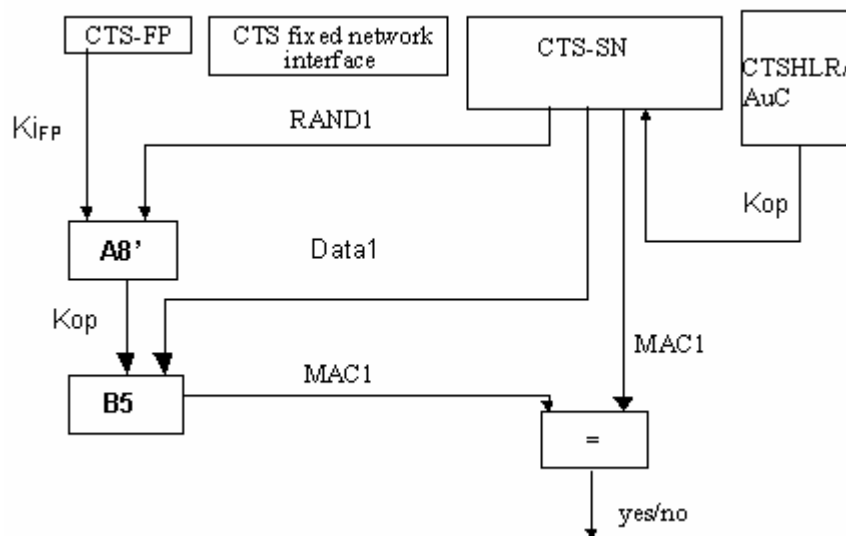 CTS-FP
CTS fixed network
interface
CTS-SN
CTSHLR/
AuC
RAND1
KiFP
Kop
A8’
Data1
Kop
MAC1
MAC1
B5
=
yes/no